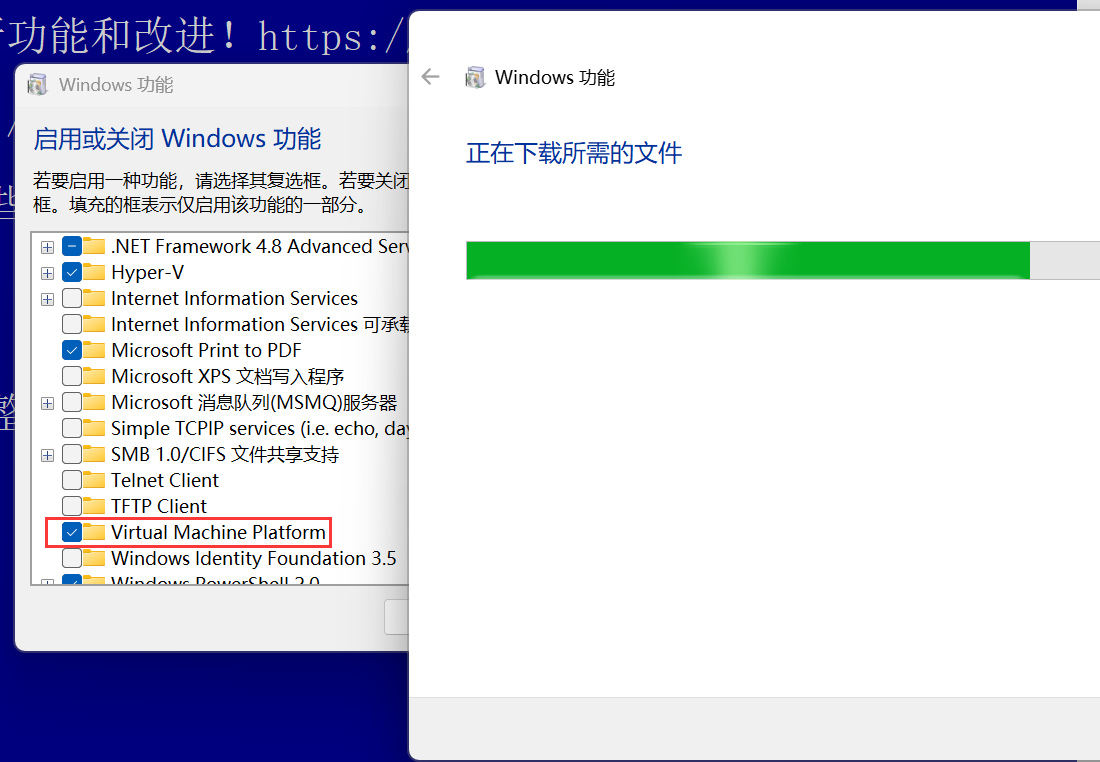 功能和改进！https:/
Windows 功能
启用或关闭 Windows 功能
若要启用一种功能，请选择其复选框。若要关闭
框。填充的框表示仅启用该功能的一部分。
.NET Framework 4.8 Advanced Serv
Hyper-V
Internet Information Services
Internet Information Services 可承载
Microsoft Print to PDF
Microsoft XPS 文档写入程序
Microsoft 消息队列(MSMQ)服务器
Simple TCPIP services (i.e. echo, day
SMB 1.0/CIFS 文件共享支持
Telnet Client
TFTP Client
Virtual Machine Platform
Windows Identity Foundation 3.5
Windows PowerShell 2.0
Windows 功能
正在下载所需的文件